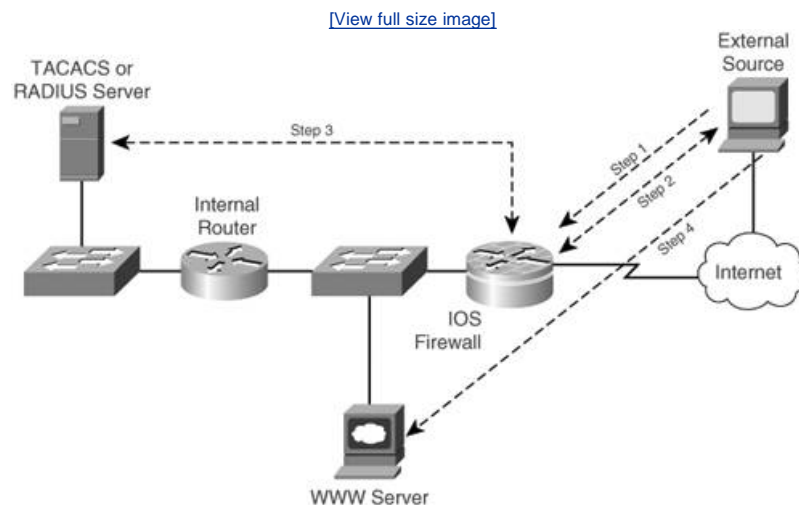 [View full size image]
External
Source
TACACS or
RADIUS Server
Step 3
Step 1
Step 2
Internal
Router
Step 4
Internet
IOS
Firewall
WWW Server